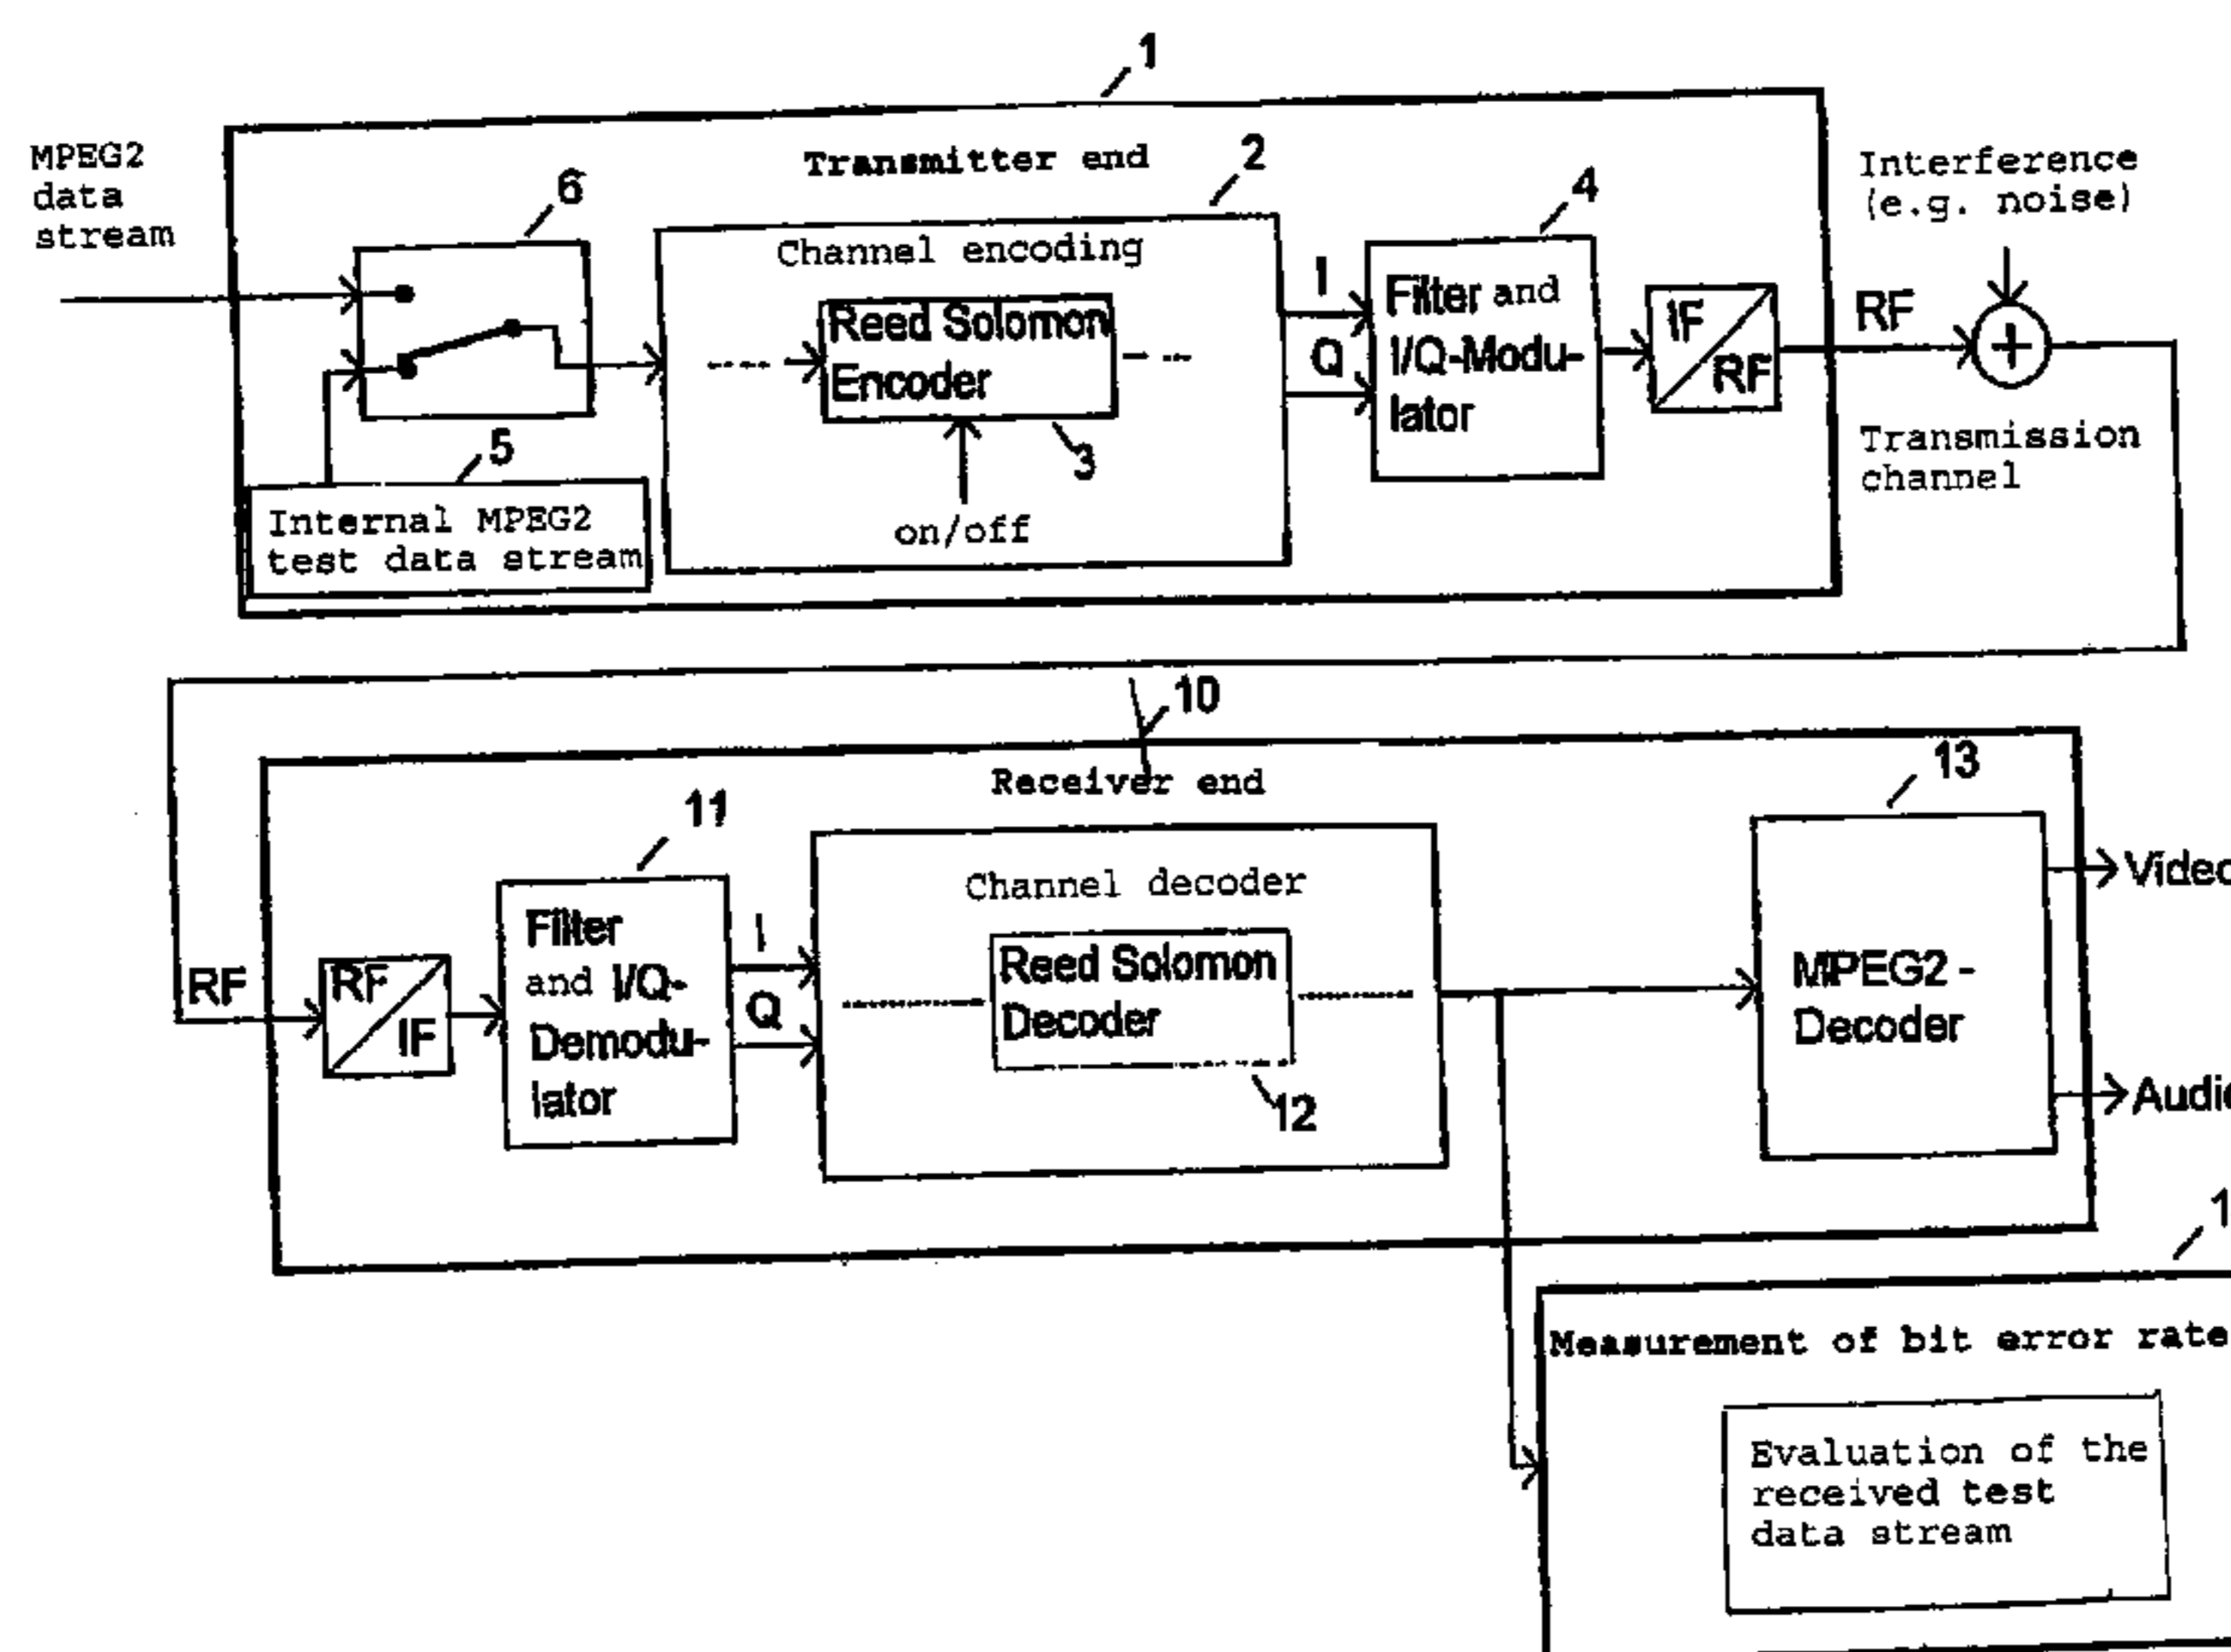 1
MPEG2
data
stream
Transmitter end
2
6
4
Interference
(e.g. noise)
Channel encoding
I
Q
Reed Solomon
Encoder
3
on/off
Filter and
I/Q-Modu-
lator
IF
RF
RF
Transmission
channel
5
Internal MPEG2
test data stream
10
Receiver end
11
13
Channel decoder
Video
RF
RF
IF
Filter
and I/Q-
Demodu-
lator
I
Q
Reed Solomon
Decoder
12
MPEG2 -
Decoder
Measurement of bit error rate
Evaluation of the
received test
data stream